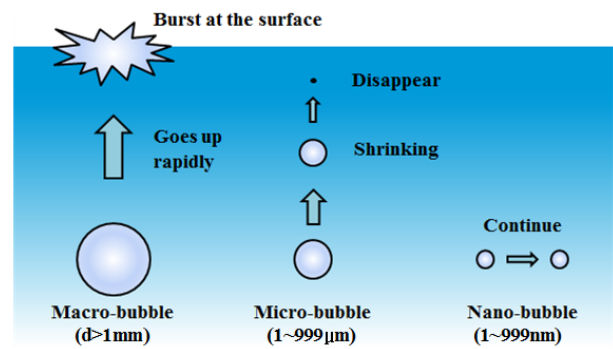 Burst at the surface
Disappear
Goes up
rapidly
Shrinking
Continue
Macro-bubble
(d>1mm)
Micro-bubble
(1~999μm)
Nano-bubble
(1~999nm)